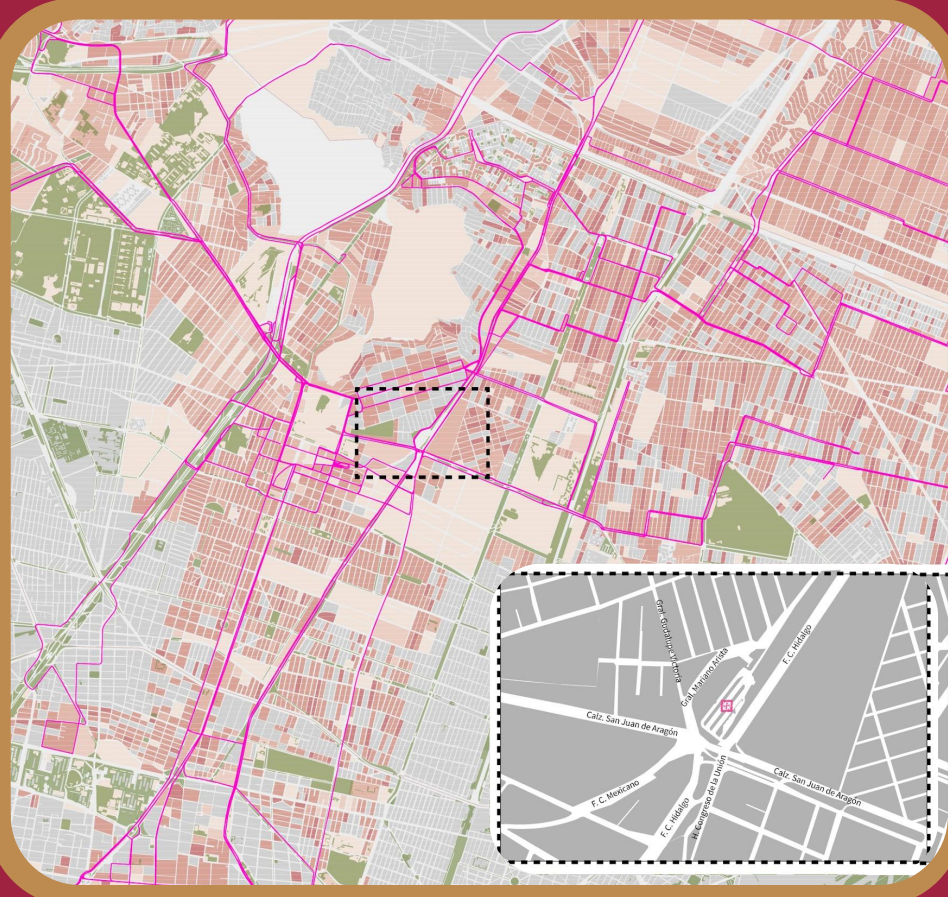 Gral. Guadalupe Victoria
Gral. Mariano Arista
F. C. Hidalgo
Calz. San Juan de Aragón
Calz. San Juan de Aragón
F. C. Mexicano
F. C. Hidalgo
H. Congreso de la Unión